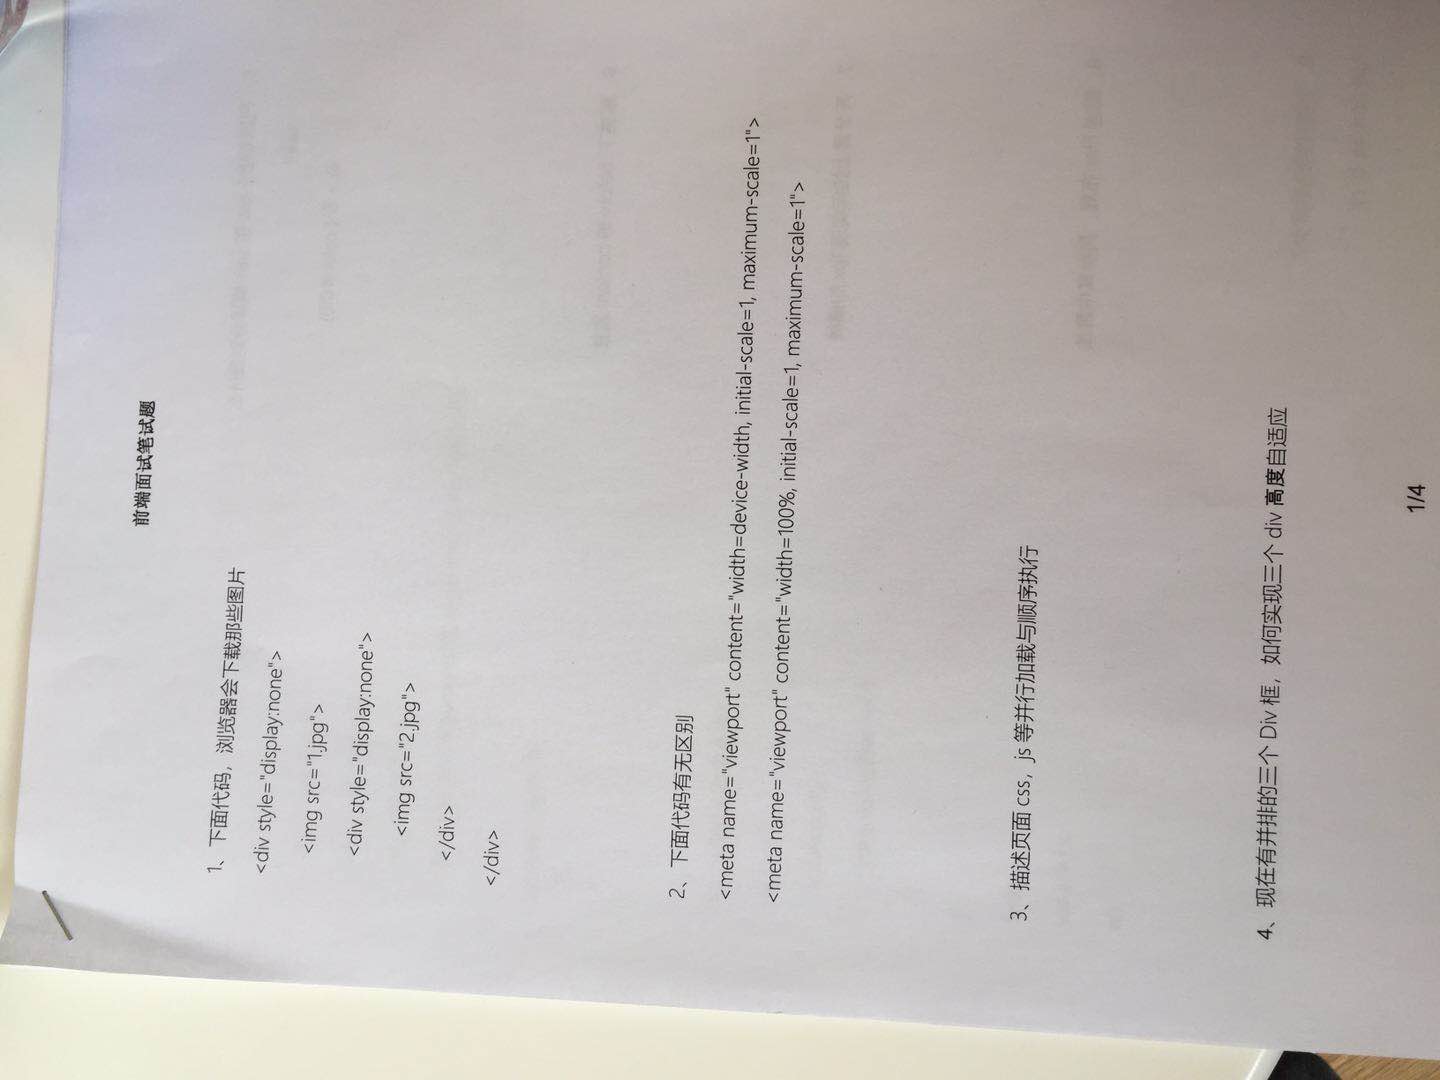 前端面试笔试题
1、下面代码，浏览器会下载那些图片
<div style="display:none">
<img src="1.jpg">
<div style="display:none">
<img src="2.jpg">
</div>
</div>
2、下面代码有无区别
<meta name="viewport" content="width=device-width, initial-scale=1, maximum-scale=1">
<meta name="viewport" content="width=100%, initial-scale=1, maximum-scale=1">
3、描述页面 css，js 等并行加载与顺序执行
4、现在有并排的三个 Div 框，如何实现三个 div 高度自适应
1/4